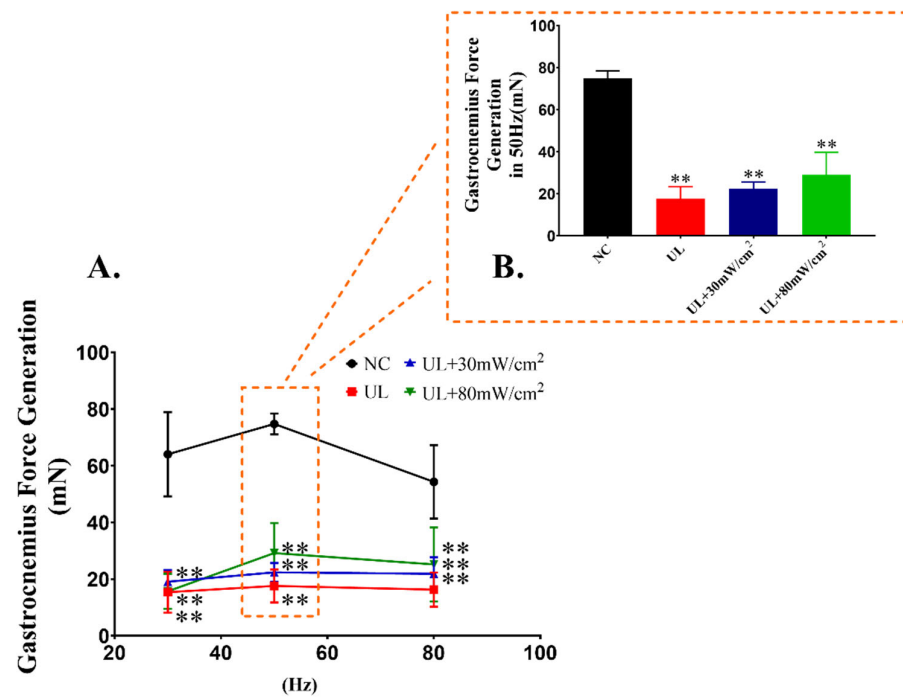 Gastrocnemius Force
Generation
in 50Hz(mN)
100
80
60
40
20
0
**
**
**
NC
UL
UL+30mW/cm²
UL+80mW/cm²
A.
B.
Gastrocnemius Force Generation
(mN)
100
80
60
40
20
0
NC
UL+30mW/cm²
UL
UL+80mW/cm²
**
**
**
**
**
**
**
**
**
20
40
60
80
100
(Hz)